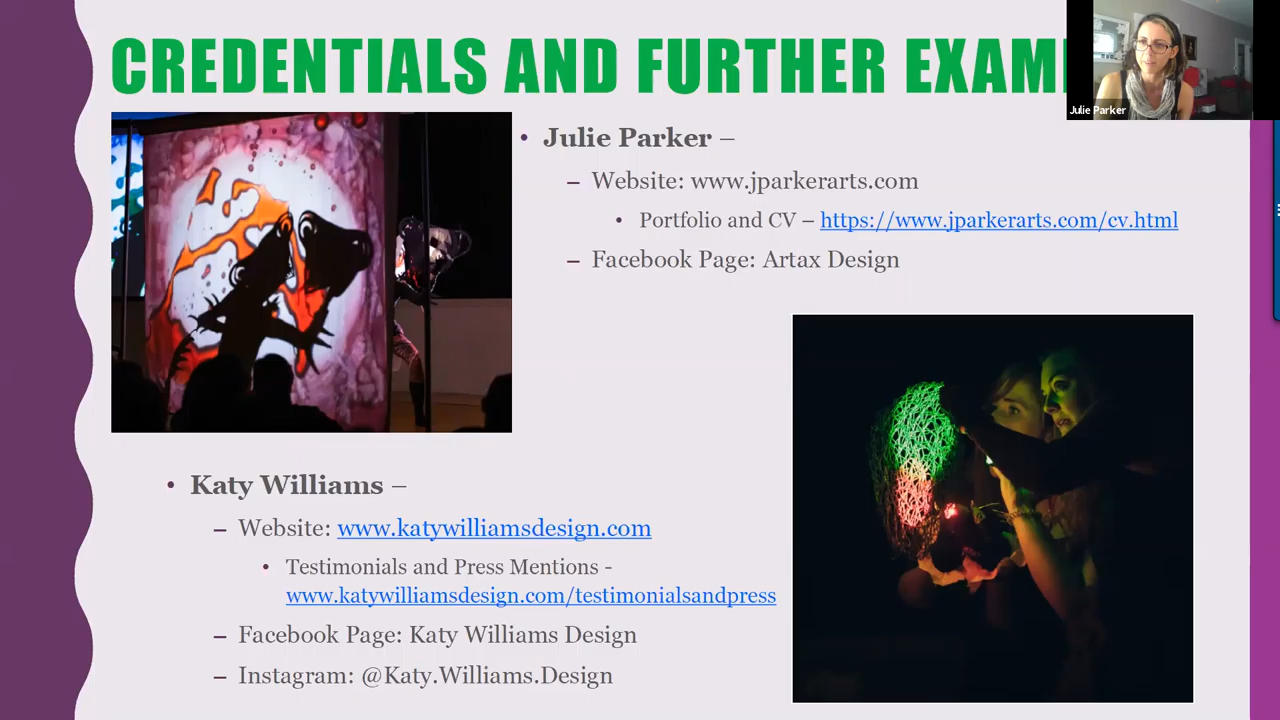 CREDENTIALS AND FURTHER EXAM
Julie Parker
• Julie Parker –
– Website: www.jparkerarts.com
• Portfolio and CV – https://www.jparkerarts.com/cv.html
– Facebook Page: Artax Design
• Katy Williams –
– Website: www.katywilliamsdesign.com
• Testimonials and Press Mentions -
www.katywilliamsdesign.com/testimonialsandpress
– Facebook Page: Katy Williams Design
– Instagram: @Katy.Williams.Design